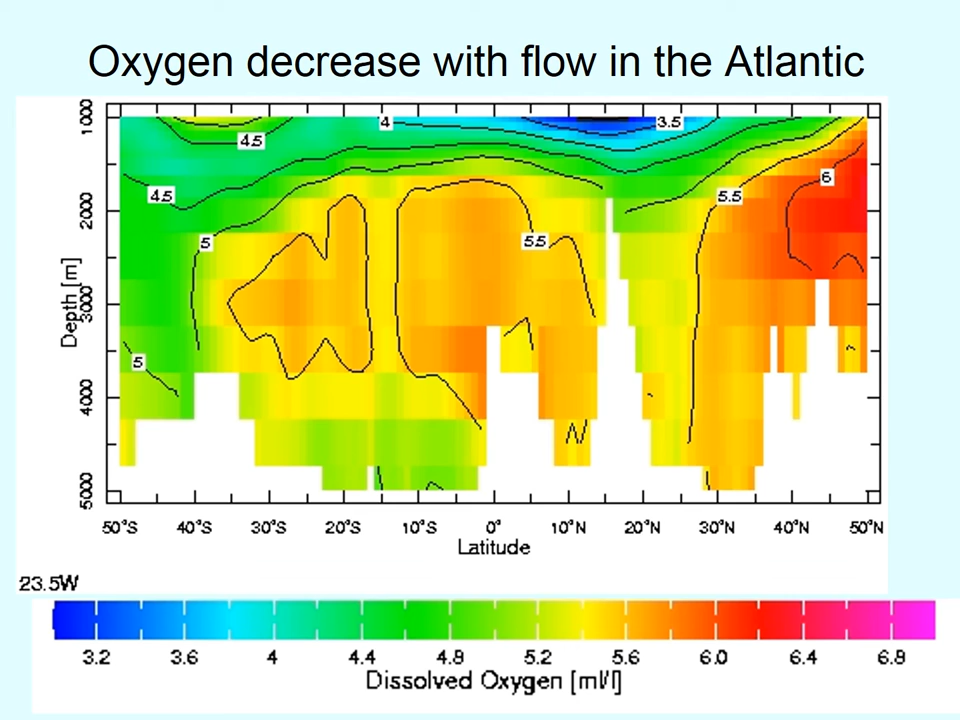 Oxygen decrease with flow in the Atlantic
1000
4
3.5
4.5
6
4.5
5.5
2000
5
5.5
Depth [m]
3000
5
4000
5000
50°S 40°S 30°S 20°S 10°S 0° 10°N 20°N 30°N 40°N 50°N
Latitude
23.5W
3.2 3.6 4 4.4 4.8 5.2 5.6 6.0 6.4 6.8
Dissolved Oxygen [ml/l]